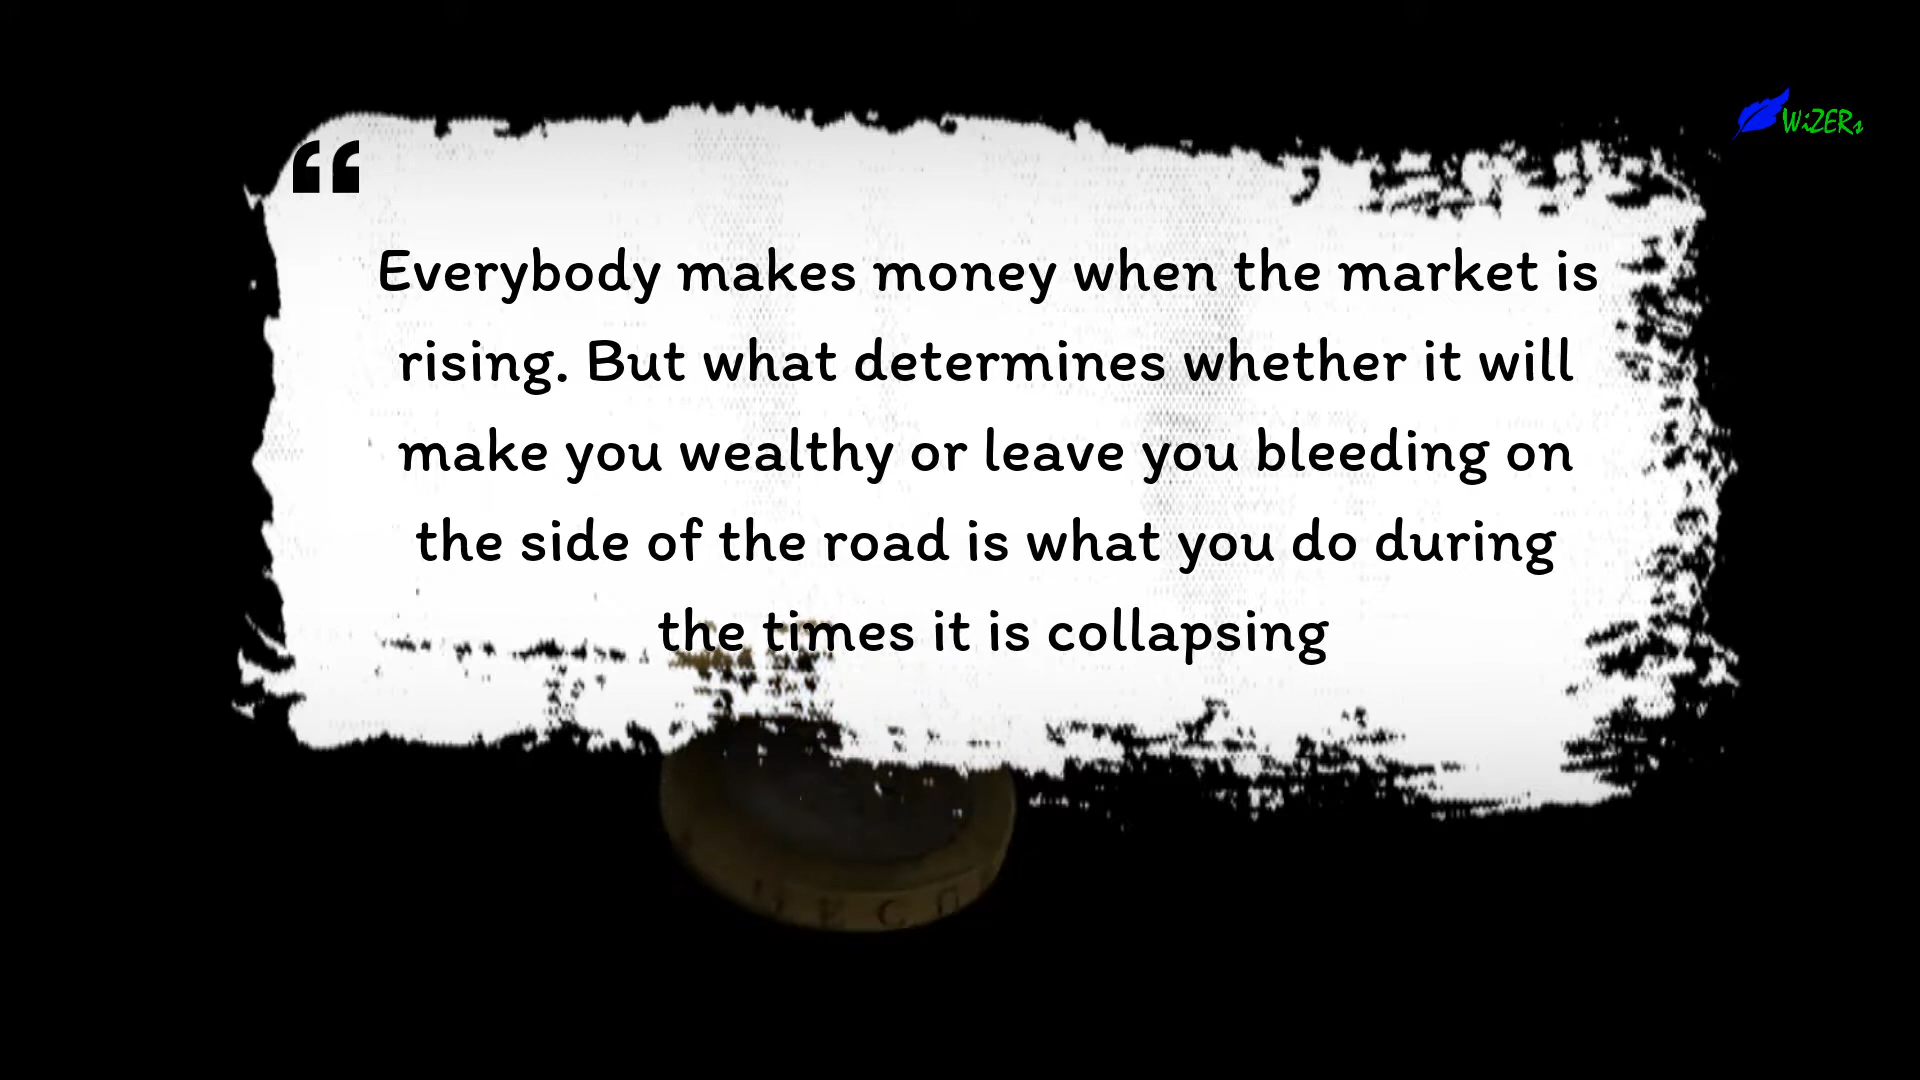 WiZERs
“
Everybody makes money when the market is
rising. But what determines whether it will
make you wealthy or leave you bleeding on
the side of the road is what you do during
the times it is collapsing